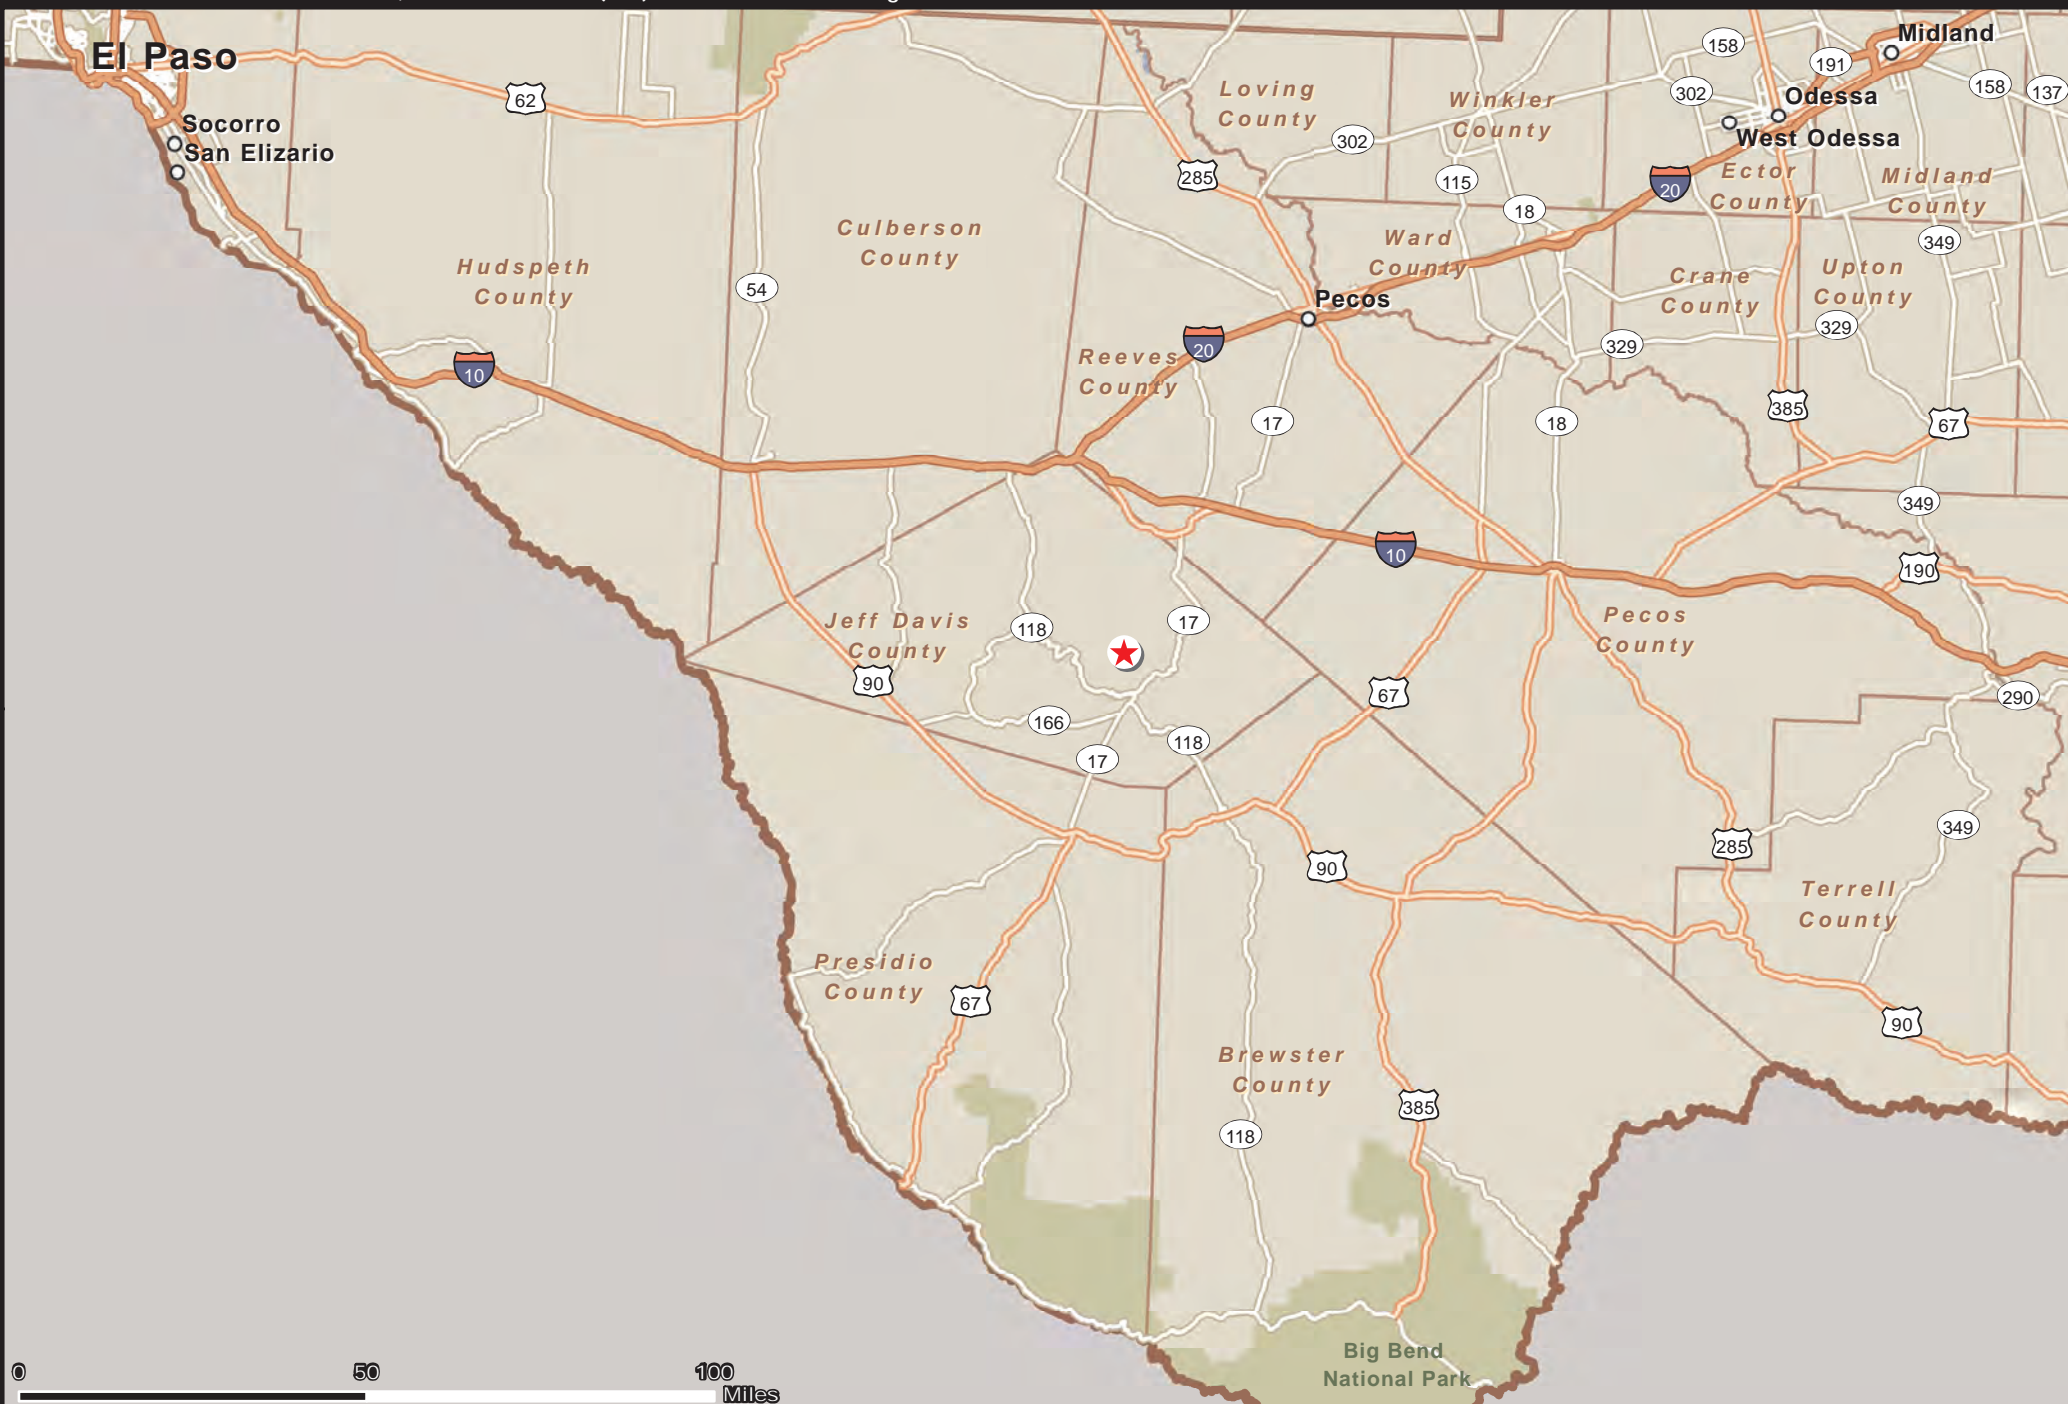 Midland
El Paso
158
191
62
302
158
137
Loving
County
Winkler
County
Odessa
Socorro
San Elizario
302
West Odessa
285
115
20
Ector
County
Midland
County
18
Culberson
County
Ward
County
349
Hudspeth
County
54
Crane
County
Upton
County
Pecos
329
20
329
Reeves
County
10
385
17
18
67
349
10
190
Jeff Davis
County
118
17
Pecos
County
90
67
290
166
118
17
349
285
90
Terrell
County
Presidio
County
67
90
Brewster
County
385
118
Big Bend
National Park
0
50
100
Miles